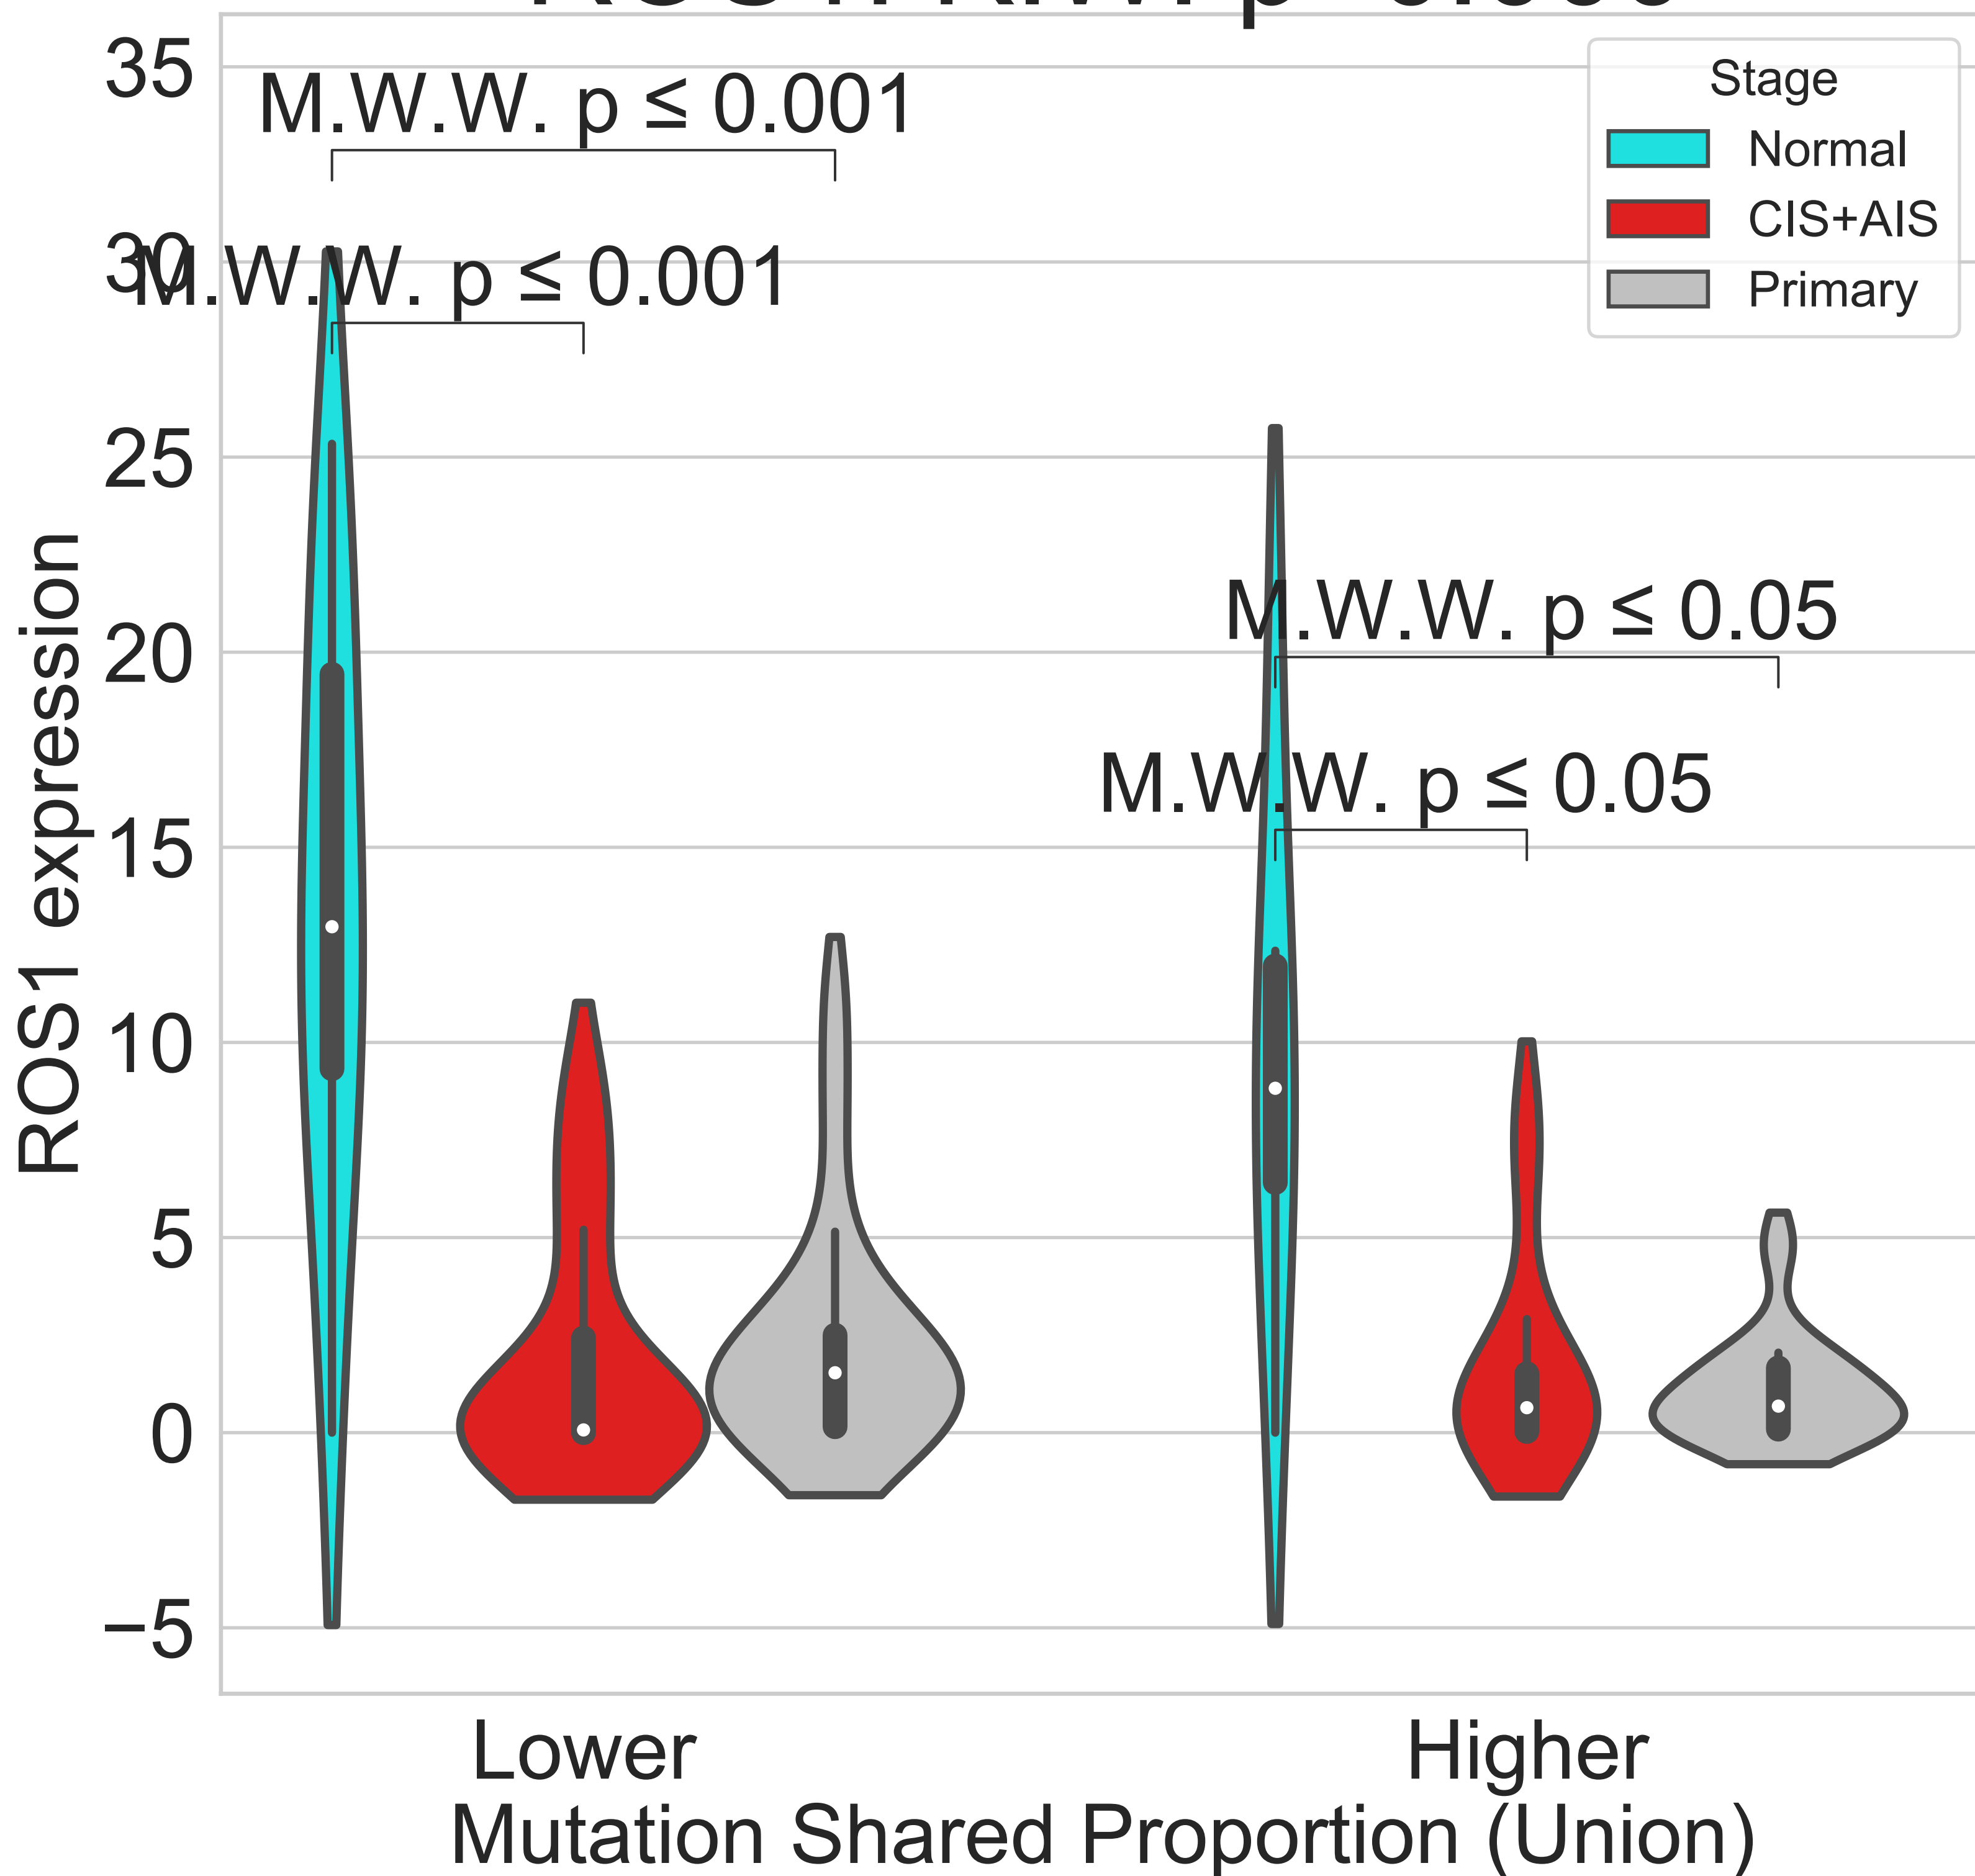 35
M.W.W. p ≤ 0.001
Stage
Normal
CIS+AIS
Primary
30
M.W.W. p ≤ 0.001
25
20
M.W.W. p ≤ 0.05
15
M.W.W. p ≤ 0.05
10
5
0
−5
ROS1 expression
Lower
Higher
Mutation Shared Proportion (Union)